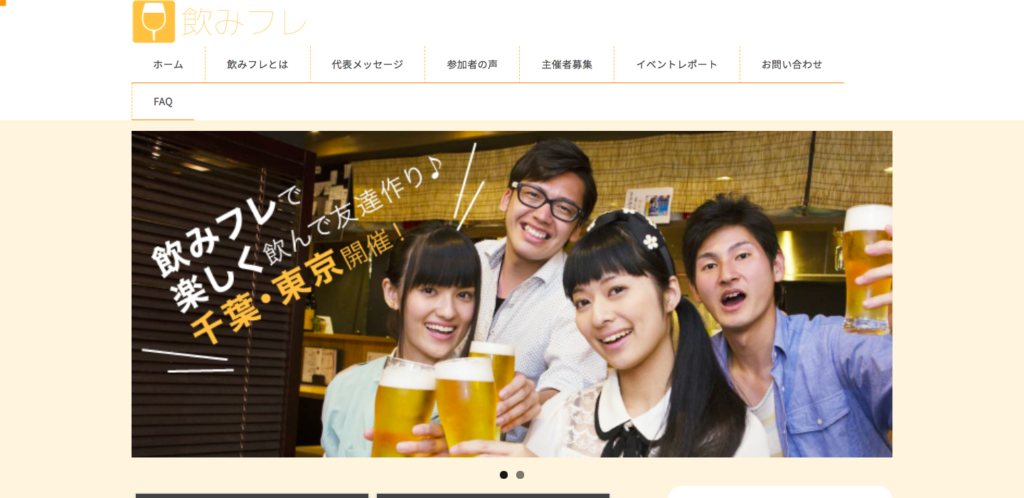 飲みフレ
ホーム
飲みフレとは
代表メッセージ
参加者の声
主催者募集
イベントレポート
お問い合わせ
FAQ
飲みフレで
楽しく飲んで友達作り♪
千葉・東京開催！